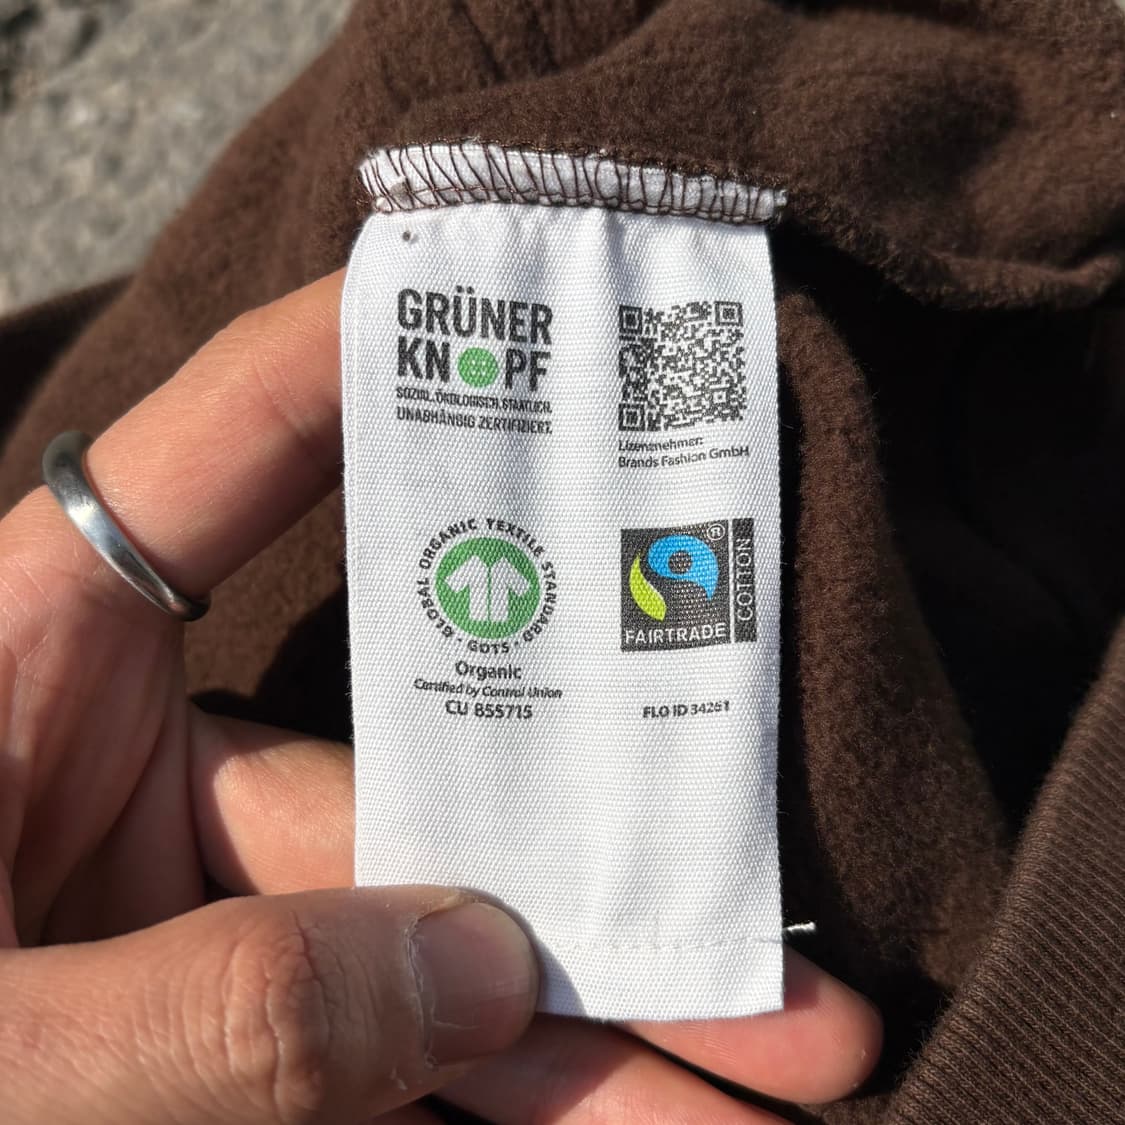 GRÜNER
KNOPF
SOZIAL. ÖKOLOGISCH. STAATLICH.
UNABHÄNGIG ZERTIFIZIERT.
Lizenznehmer:
Brands Fashion GmbH
GLOBAL ORGANIC TEXTILE STANDARD
· GOTS ·
Organic
Certified by Control Union
CU 855715
®
FAIRTRADE
COTTON
FLO ID 34261